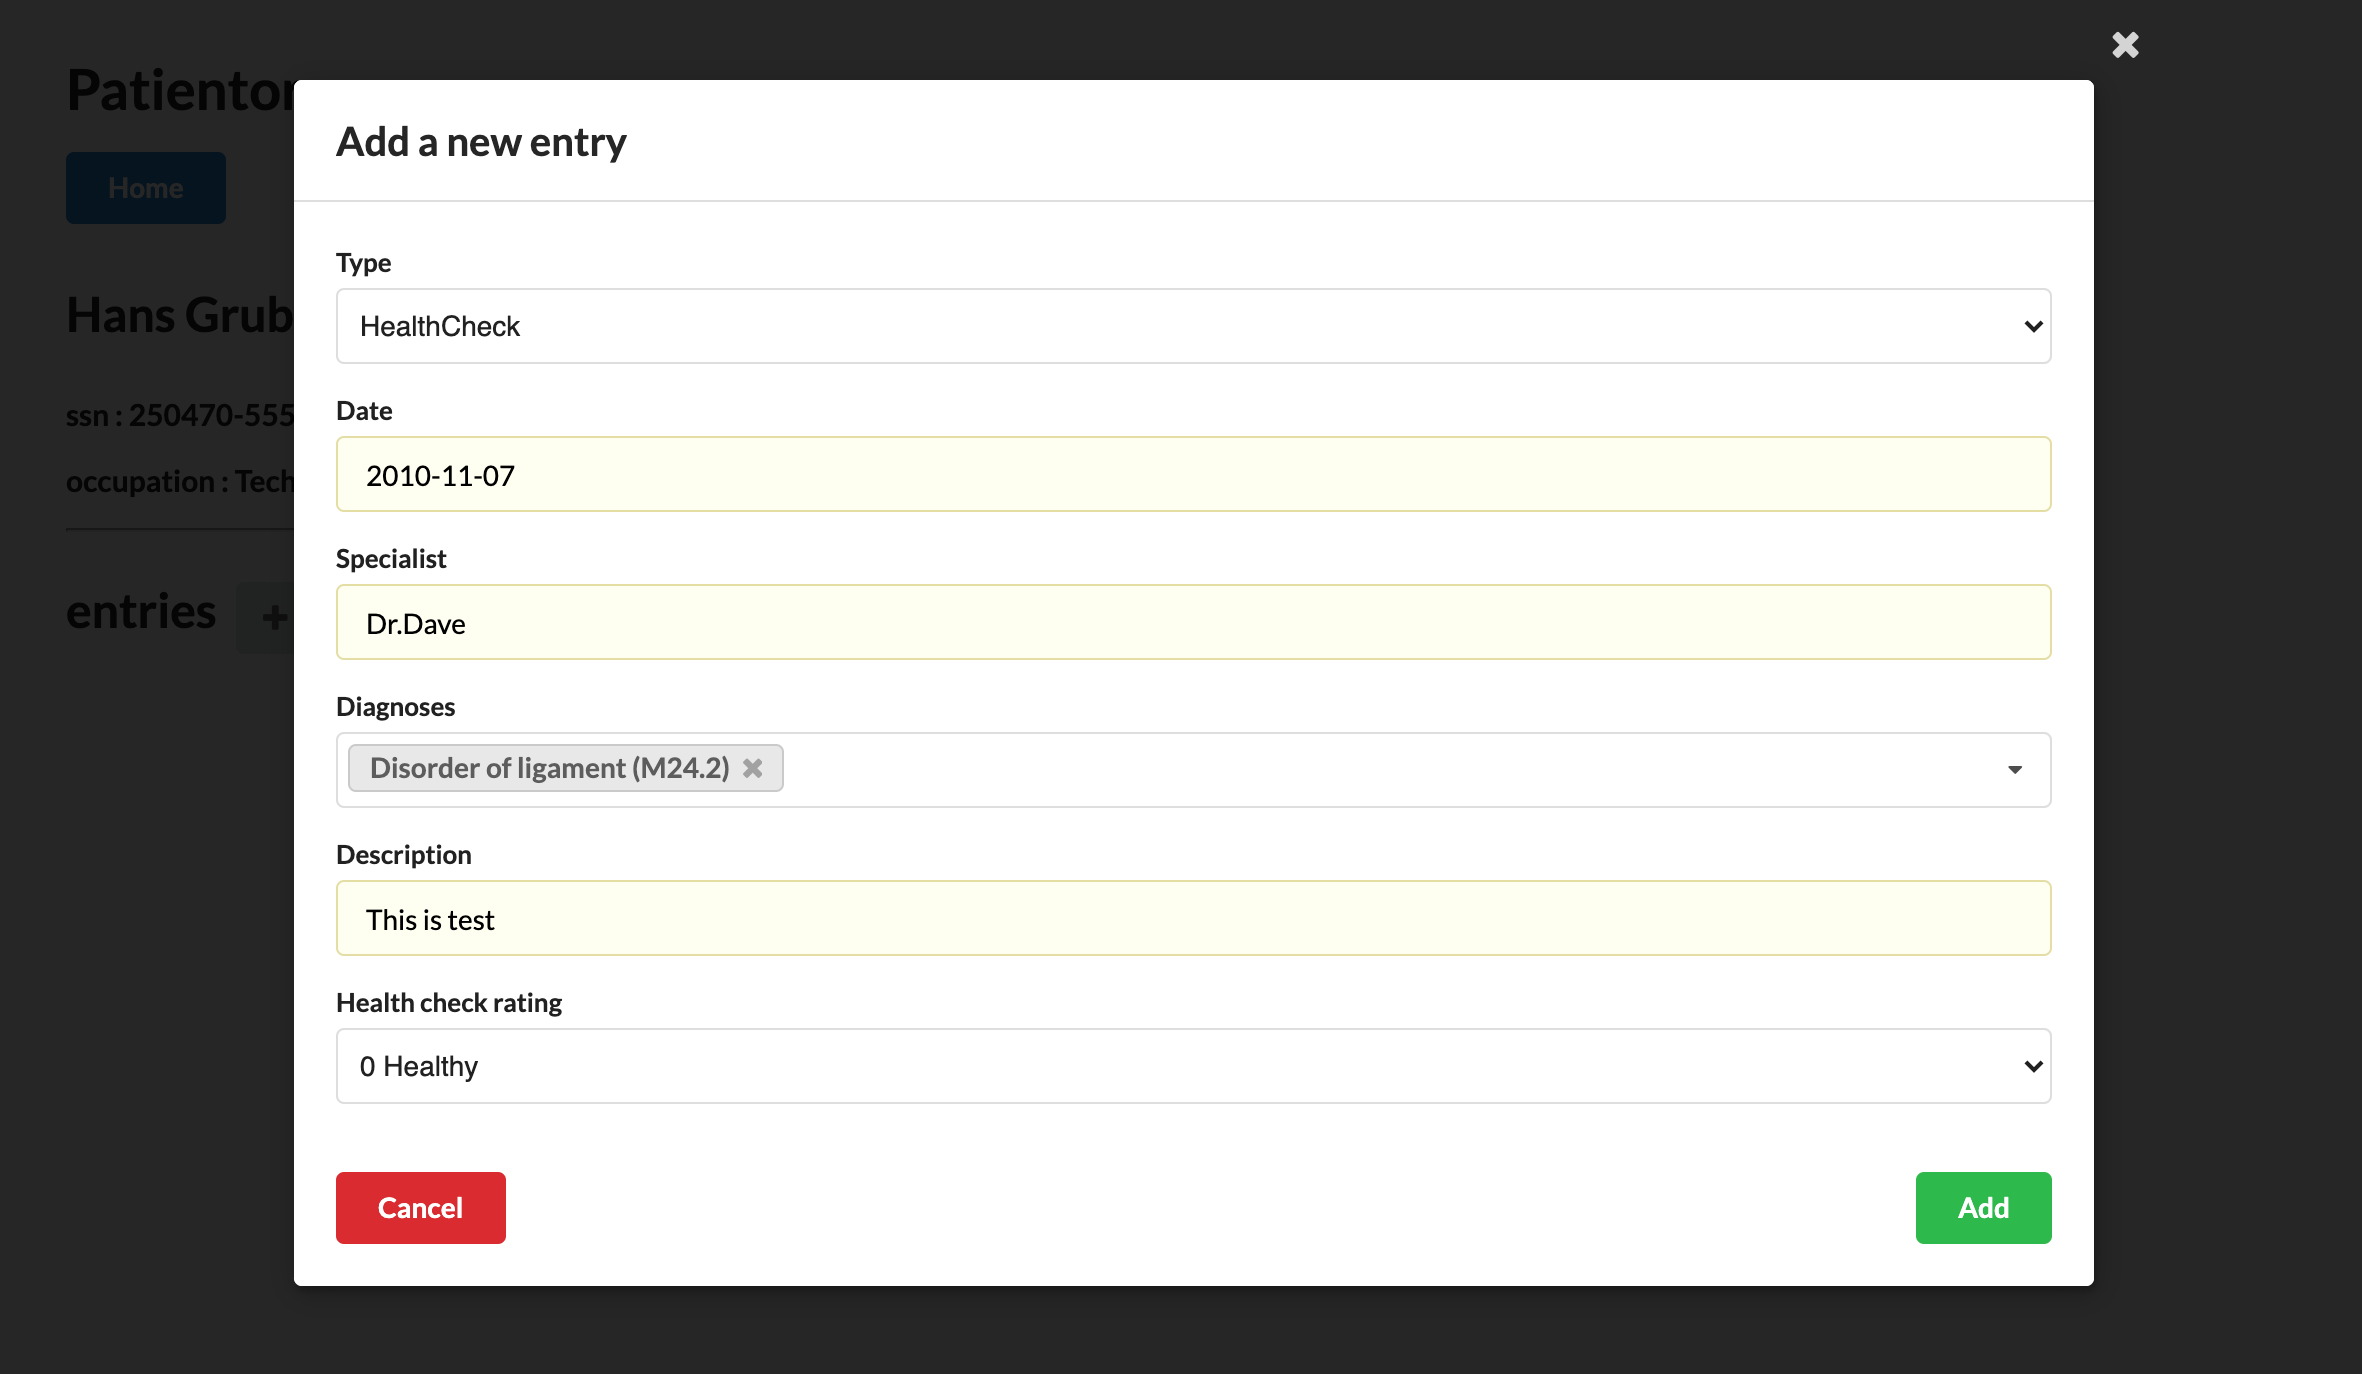 Patientor
Home
Hans Grub
ssn : 250470-555
occupation : Tech
entries
Add a new entry
Type
HealthCheck
Date
2010-11-07
Specialist
Dr.Dave
Diagnoses
Disorder of ligament (M24.2)
Description
This is test
Health check rating
0 Healthy
Cancel
Add